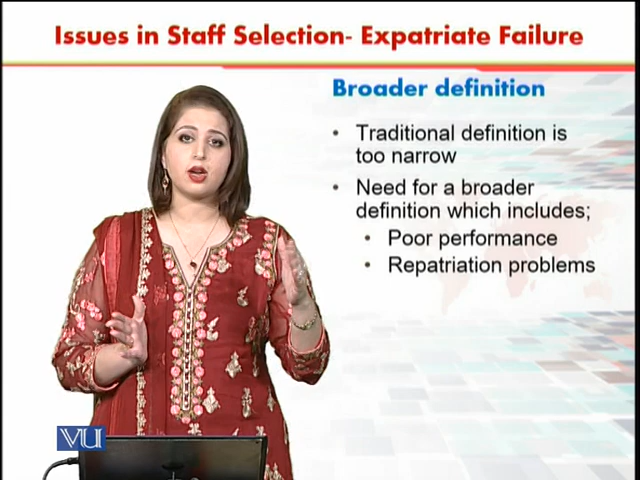 Issues in Staff Selection- Expatriate Failure
Broader definition
• Traditional definition is
too narrow
• Need for a broader
definition which includes;
• Poor performance
• Repatriation problems
VU